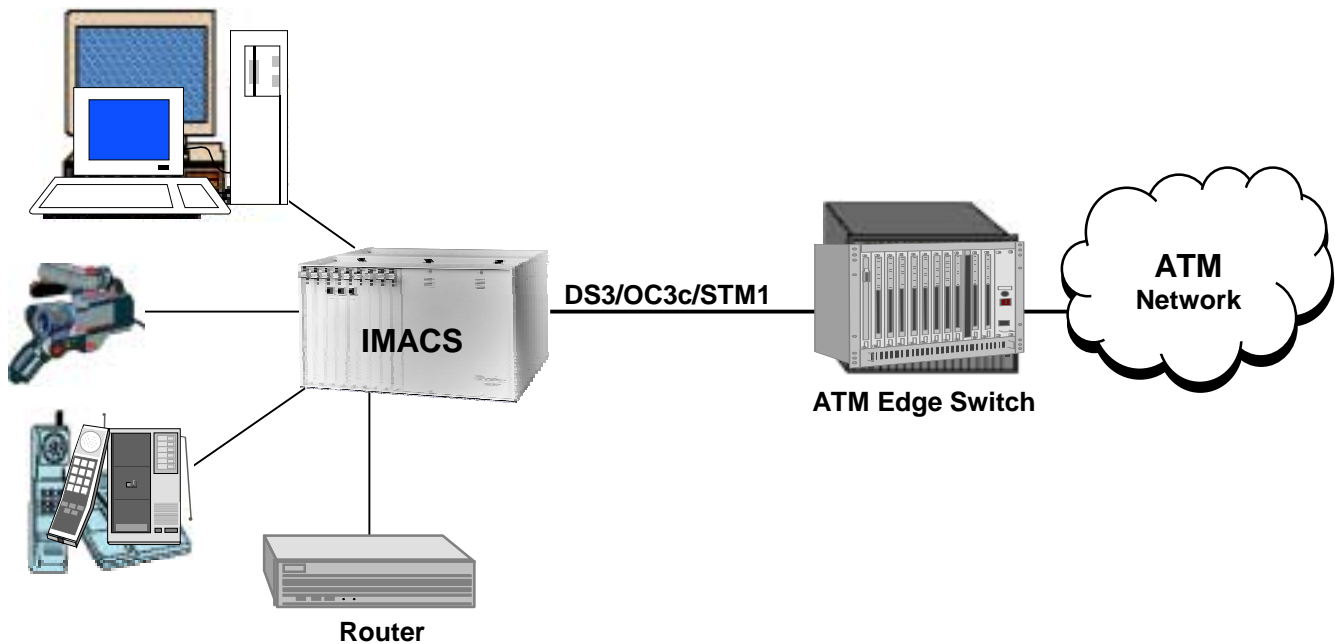 IMACS
DS3/OC3c/STM1
ATM Edge Switch
ATM
Network
Router